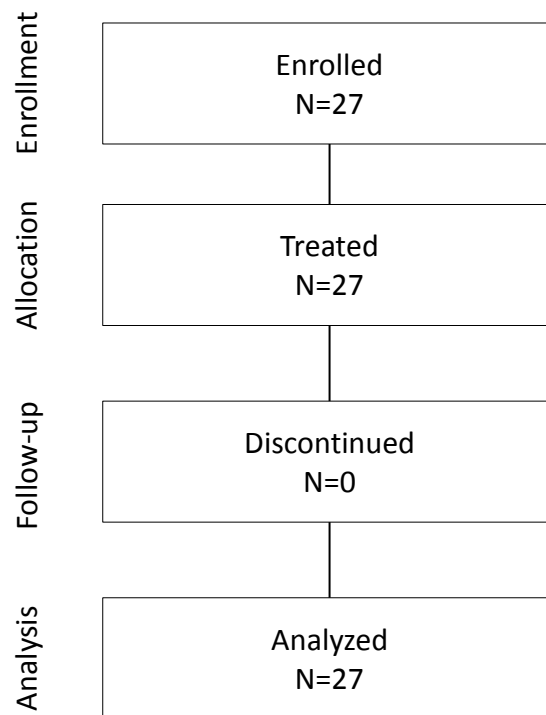 Enrollment
Enrolled
N=27
Allocation
Treated
N=27
Follow-up
Discontinued
N=0
Analysis
Analyzed
N=27